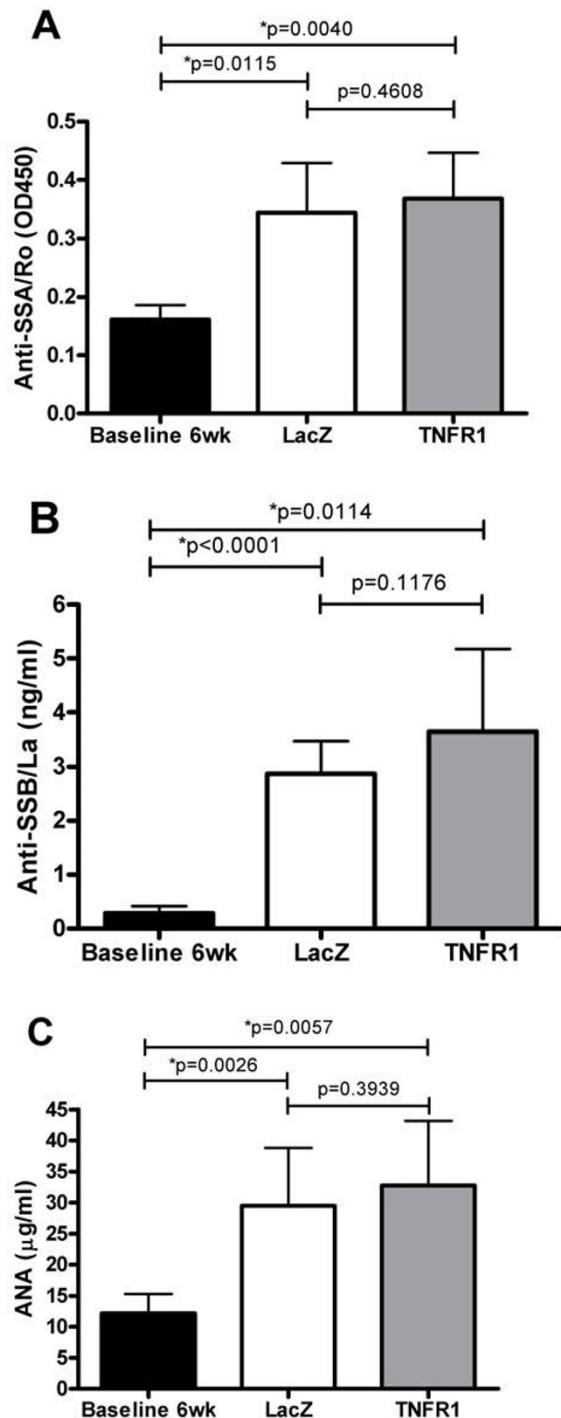 A
*p=0.0040
*p=0.0115
p=0.4608
Anti-SSA/Ro (OD450)
0.5
0.4
0.3
0.2
0.1
0.0
Baseline 6wk LacZ TNFR1
B
*p=0.0114
*p<0.0001
p=0.1176
Anti-SSB/La (ng/ml)
6
5
4
3
2
1
0
Baseline 6wk LacZ TNFR1
C
*p=0.0057
*p=0.0026
p=0.3939
ANA (μg/ml)
45
40
35
30
25
20
15
10
5
0
Baseline 6wk LacZ TNFR1